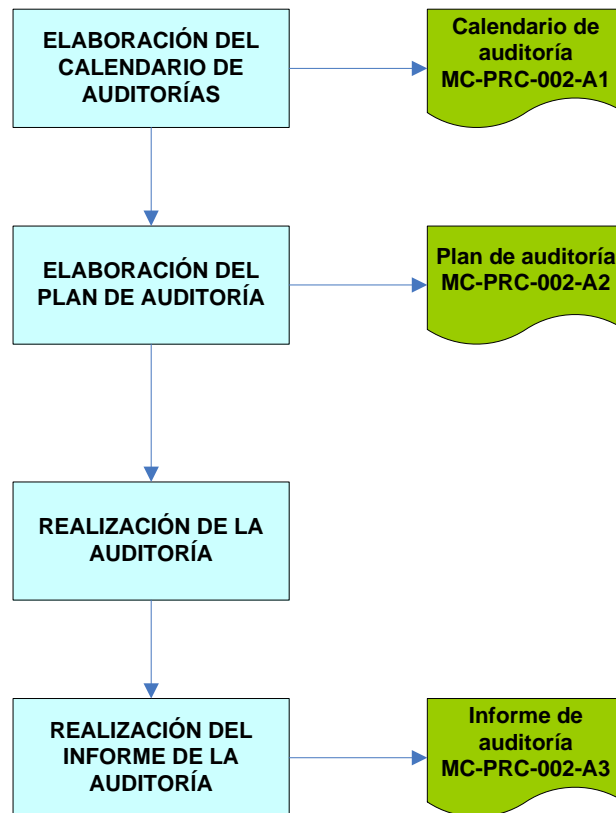 ELABORACIÓN DEL
CALENDARIO DE
AUDITORÍAS
Calendario de
auditoría
MC-PRC-002-A1
ELABORACIÓN DEL
PLAN DE AUDITORÍA
Plan de auditoría
MC-PRC-002-A2
REALIZACIÓN DE LA
AUDITORÍA
REALIZACIÓN DEL
INFORME DE LA
AUDITORÍA
Informe de
auditoría
MC-PRC-002-A3